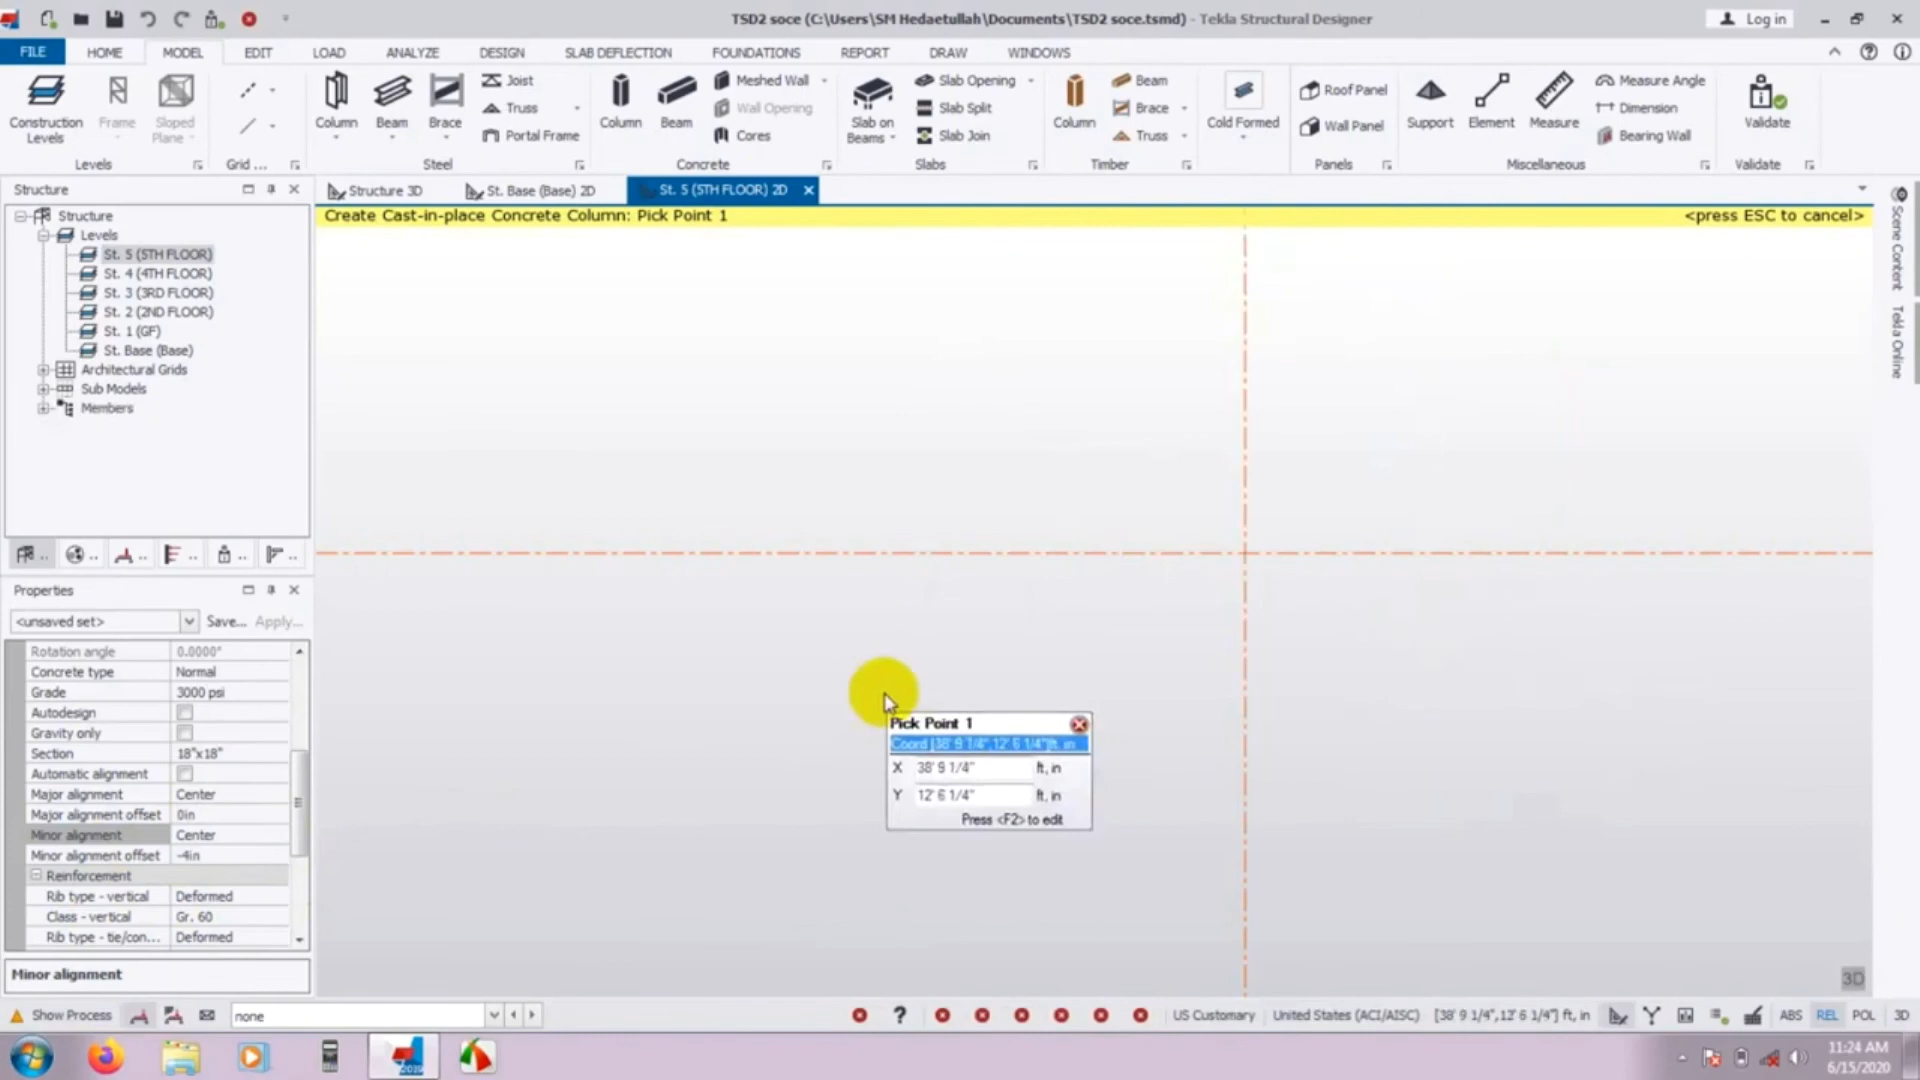 TSD2 soce (C:\Users\SM Hedaetullah\Documents\TSD2 soce.tsmd) - Tekla Structural Designer
Log in
FILE HOME MODEL EDIT LOAD ANALYZE DESIGN SLAB DEFLECTION FOUNDATIONS REPORT DRAW WINDOWS
Construction Levels
Frame
Sloped Plane
Levels
Grid ...
Column
Beam
Brace
Joist
Truss
Portal Frame
Steel
Column
Beam
Meshed Wall
Wall Opening
Cores
Concrete
Slab on Beams
Slab Opening
Slab Split
Slab Join
Slabs
Column
Beam
Brace
Truss
Timber
Cold Formed
Roof Panel
Wall Panel
Panels
Support
Element
Measure
Measure Angle
Dimension
Bearing Wall
Miscellaneous
Validate
Validate
Structure
Structure 3D
St. Base (Base) 2D
St. 5 (5TH FLOOR) 2D
Create Cast-in-place Concrete Column: Pick Point 1
<press ESC to cancel>
Structure
Levels
St. 5 (5TH FLOOR)
St. 4 (4TH FLOOR)
St. 3 (3RD FLOOR)
St. 2 (2ND FLOOR)
St. 1 (GF)
St. Base (Base)
Architectural Grids
Sub Models
Members
Scene Content
Tekla Online
Properties
<unsaved set>
Save...
Apply...
Rotation angle 0.0000°
Concrete type Normal
Grade 3000 psi
Autodesign
Gravity only
Section 18"x18"
Automatic alignment
Major alignment Center
Major alignment offset 0in
Minor alignment Center
Minor alignment offset -4in
Reinforcement
Rib type - vertical Deformed
Class - vertical Gr. 60
Rib type - tie/con... Deformed
Minor alignment
Pick Point 1
Coord [38' 9 1/4",12' 6 1/4"]ft, in
X 38' 9 1/4" ft, in
Y 12' 6 1/4" ft, in
Press <F2> to edit
3D
Show Process
none
US Customary
United States (ACI/AISC)
[38' 9 1/4",12' 6 1/4"] ft, in
ABS REL POL 3D
2019
11:24 AM
6/15/2020